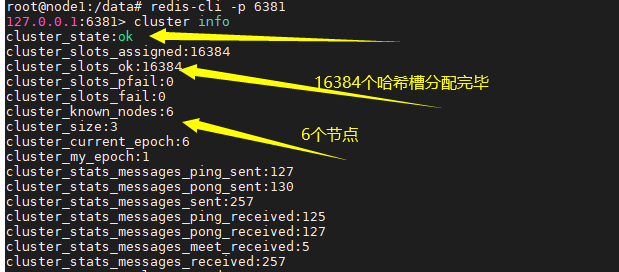 root@node1:/data# redis-cli -p 6381
127.0.0.1:6381> cluster info
cluster_state:ok
cluster_slots_assigned:16384
cluster_slots_ok:16384
cluster_slots_pfail:0
16384个哈希槽分配完毕
cluster_slots_fail:0
cluster_known_nodes:6
cluster_size:3
6个节点
cluster_current_epoch:6
cluster_my_epoch:1
cluster_stats_messages_ping_sent:127
cluster_stats_messages_pong_sent:130
cluster_stats_messages_sent:257
cluster_stats_messages_ping_received:125
cluster_stats_messages_pong_received:127
cluster_stats_messages_meet_received:5
cluster_stats_messages_received:257